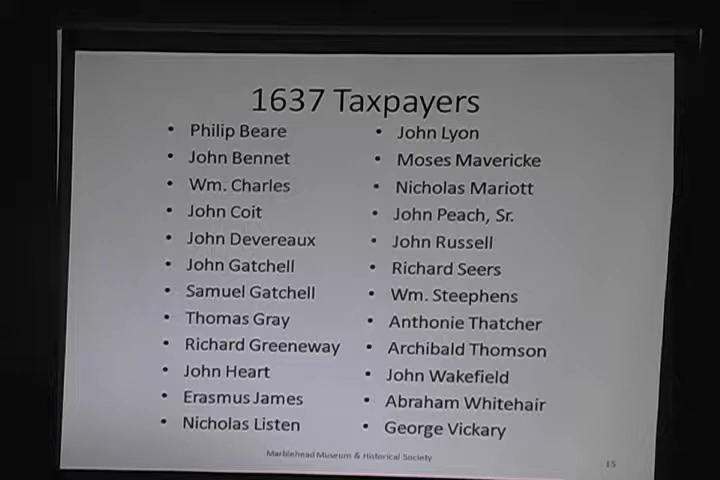 1637 Taxpayers
• Philip Beare
• John Bennet
• Wm. Charles
• John Coit
• John Devereaux
• John Gatchell
• Samuel Gatchell
• Thomas Gray
• Richard Greeneway
• John Heart
• Erasmus James
• Nicholas Listen
• John Lyon
• Moses Mavericke
• Nicholas Mariott
• John Peach, Sr.
• John Russell
• Richard Seers
• Wm. Steephens
• Anthonie Thatcher
• Archibald Thomson
• John Wakefield
• Abraham Whitehair
• George Vickary
Marblehead Museum & Historical Society
15